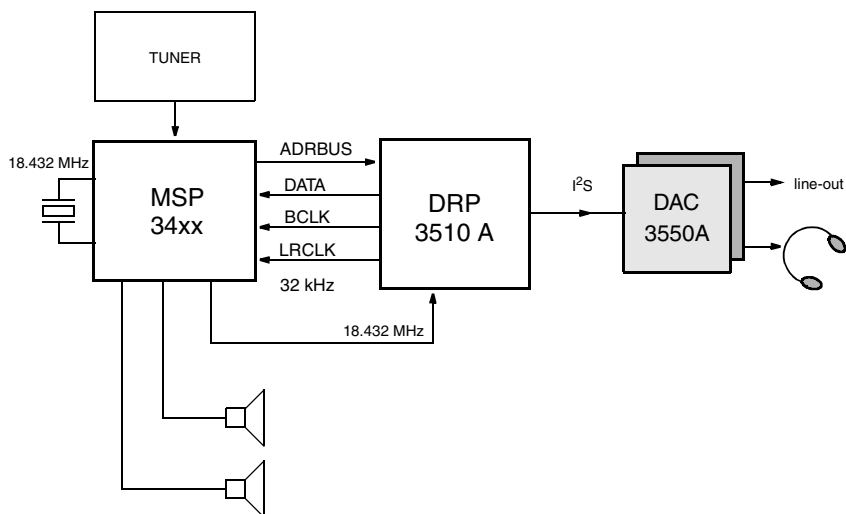 TUNER
18.432 MHz
MSP
34xx
ADRBUS
DATA
BCLK
LRCLK
32 kHz
18.432 MHz
DRP
3510 A
I²S
DAC
3550A
line-out